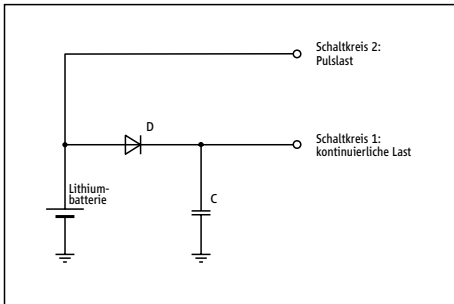 Schaltkreis 2:
Pulslast
D
Schaltkreis 1:
kontinuierliche Last
Lithium-
batterie
C